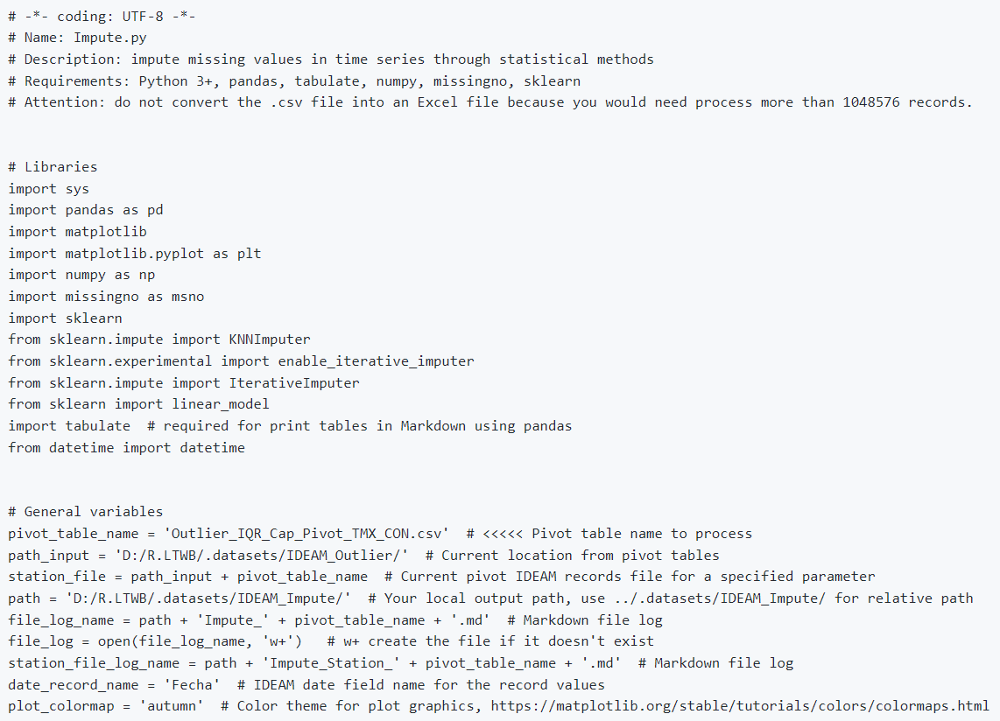 # -*- coding: UTF-8 -*-
# Name: Impute.py
# Description: impute missing values in time series through statistical methods
# Requirements: Python 3+, pandas, tabulate, numpy, missingno, sklearn
# Attention: do not convert the .csv file into an Excel file because you would need process more than 1048576 records.
# Libraries
import sys
import pandas as pd
import matplotlib
import matplotlib.pyplot as plt
import numpy as np
import missingno as msno
import sklearn
from sklearn.impute import KNNImputer
from sklearn.experimental import enable_iterative_imputer
from sklearn.impute import IterativeImputer
from sklearn import linear_model
import tabulate  # required for print tables in Markdown using pandas
from datetime import datetime
# General variables
pivot_table_name = 'Outlier_IQR_Cap_Pivot_TMX_CON.csv'  # <<<<< Pivot table name to process
path_input = 'D:/R.LTWB/.datasets/IDEAM_Outlier/'  # Current location from pivot tables
station_file = path_input + pivot_table_name  # Current pivot IDEAM records file for a specified parameter
path = 'D:/R.LTWB/.datasets/IDEAM_Impute/'  # Your local output path, use ../.datasets/IDEAM_Impute/ for relative path
file_log_name = path + 'Impute_' + pivot_table_name + '.md'  # Markdown file log
file_log = open(file_log_name, 'w+')   # w+ create the file if it doesn't exist
station_file_log_name = path + 'Impute_Station_' + pivot_table_name + '.md'  # Markdown file log
date_record_name = 'Fecha'  # IDEAM date field name for the record values
plot_colormap = 'autumn'  # Color theme for plot graphics, https://matplotlib.org/stable/tutorials/colors/colormaps.html